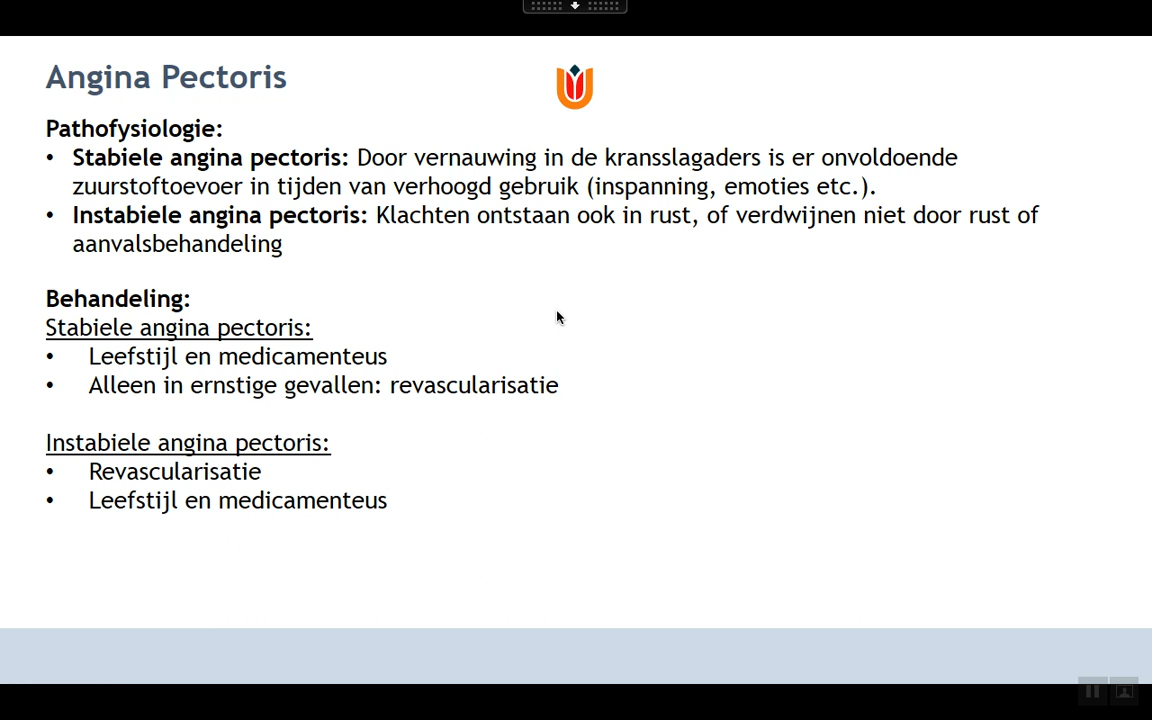 Angina Pectoris
Pathofysiologie:
• Stabiele angina pectoris: Door vernauwing in de kransslagaders is er onvoldoende
zuurstoftoevoer in tijden van verhoogd gebruik (inspanning, emoties etc.).
• Instabiele angina pectoris: Klachten ontstaan ook in rust, of verdwijnen niet door rust of
aanvalsbehandeling
Behandeling:
Stabiele angina pectoris:
• Leefstijl en medicamenteus
• Alleen in ernstige gevallen: revascularisatie
Instabiele angina pectoris:
• Revascularisatie
• Leefstijl en medicamenteus